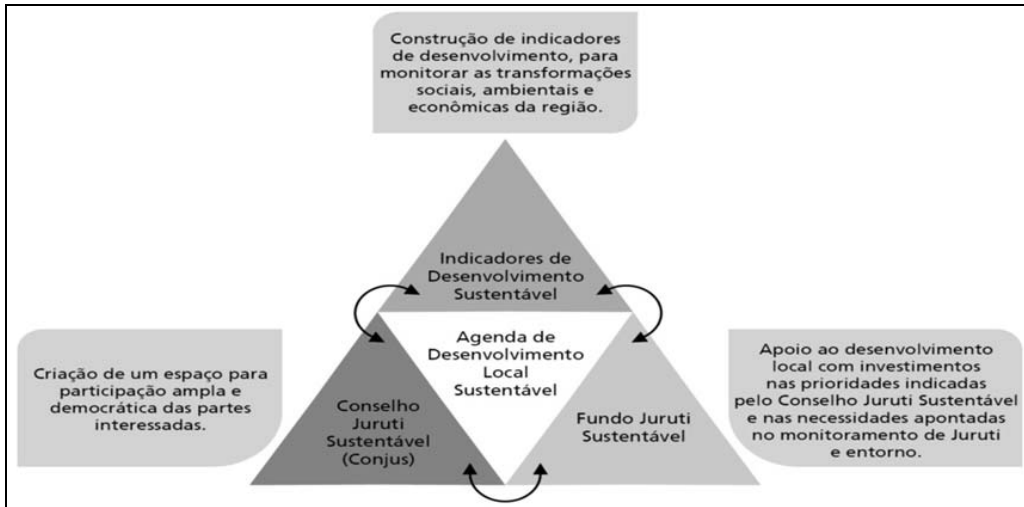 Construção de indicadores
de desenvolvimento, para
monitorar as transformações
sociais, ambientais e
econômicas da região.
Indicadores de
Desenvolvimento
Sustentável
Agenda de
Desenvolvimento
Local
Sustentável
Criação de um espaço para
participação ampla e
democrática das partes
interessadas.
Conselho
Juruti
Sustentável
(Conjus)
Fundo Juruti
Sustentável
Apoio ao desenvolvimento
local com investimentos
nas prioridades indicadas
pelo Conselho Juruti Sustentável
e nas necessidades apontadas
no monitoramento de Juruti
e entorno.